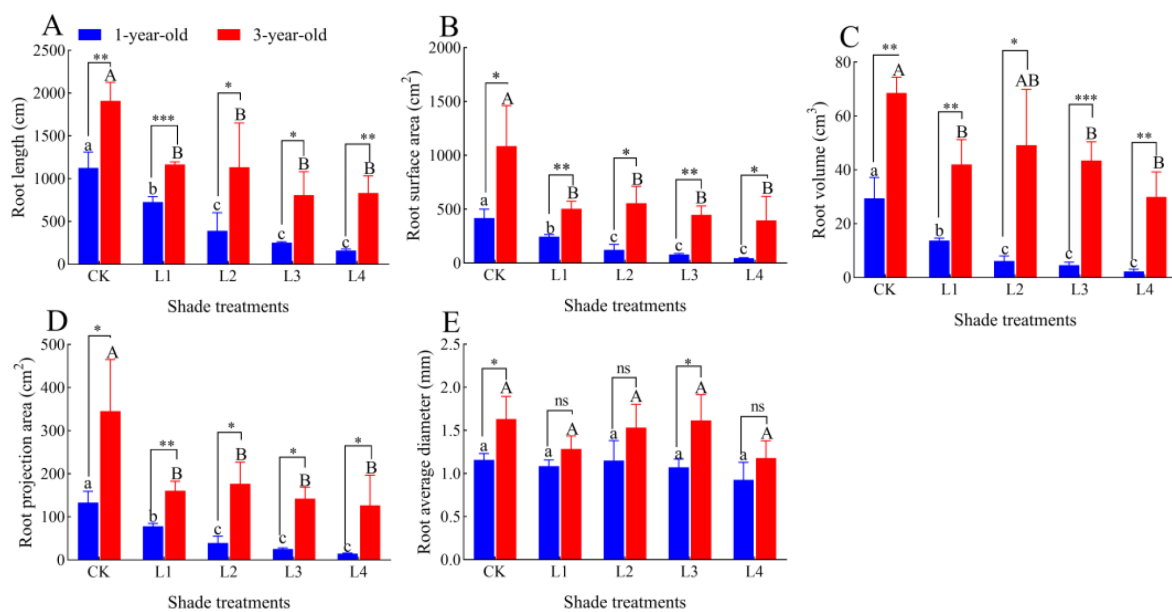 A
1-year-old
3-year-old
Root length (cm)
2500
2000
1500
1000
500
0
** *** * * **
a A b B c B c B c B
CK L1 L2 L3 L4
Shade treatments
B
Root surface area (cm2)
2000
1500
1000
500
0
* ** * ** *
a A b B c B c B c B
CK L1 L2 L3 L4
Shade treatments
C
Root volume (cm3)
80
60
40
20
0
** ** * *** **
a A b B c AB c B c B
CK L1 L2 L3 L4
Shade treatments
D
Root projection area (cm2)
500
400
300
200
100
0
* ** * * *
a A b B c B c B c B
CK L1 L2 L3 L4
Shade treatments
E
Root average diameter (mm)
2.5
2.0
1.5
1.0
0.5
0.0
* ns ns * ns
a A a A a A a A a A
CK L1 L2 L3 L4
Shade treatments